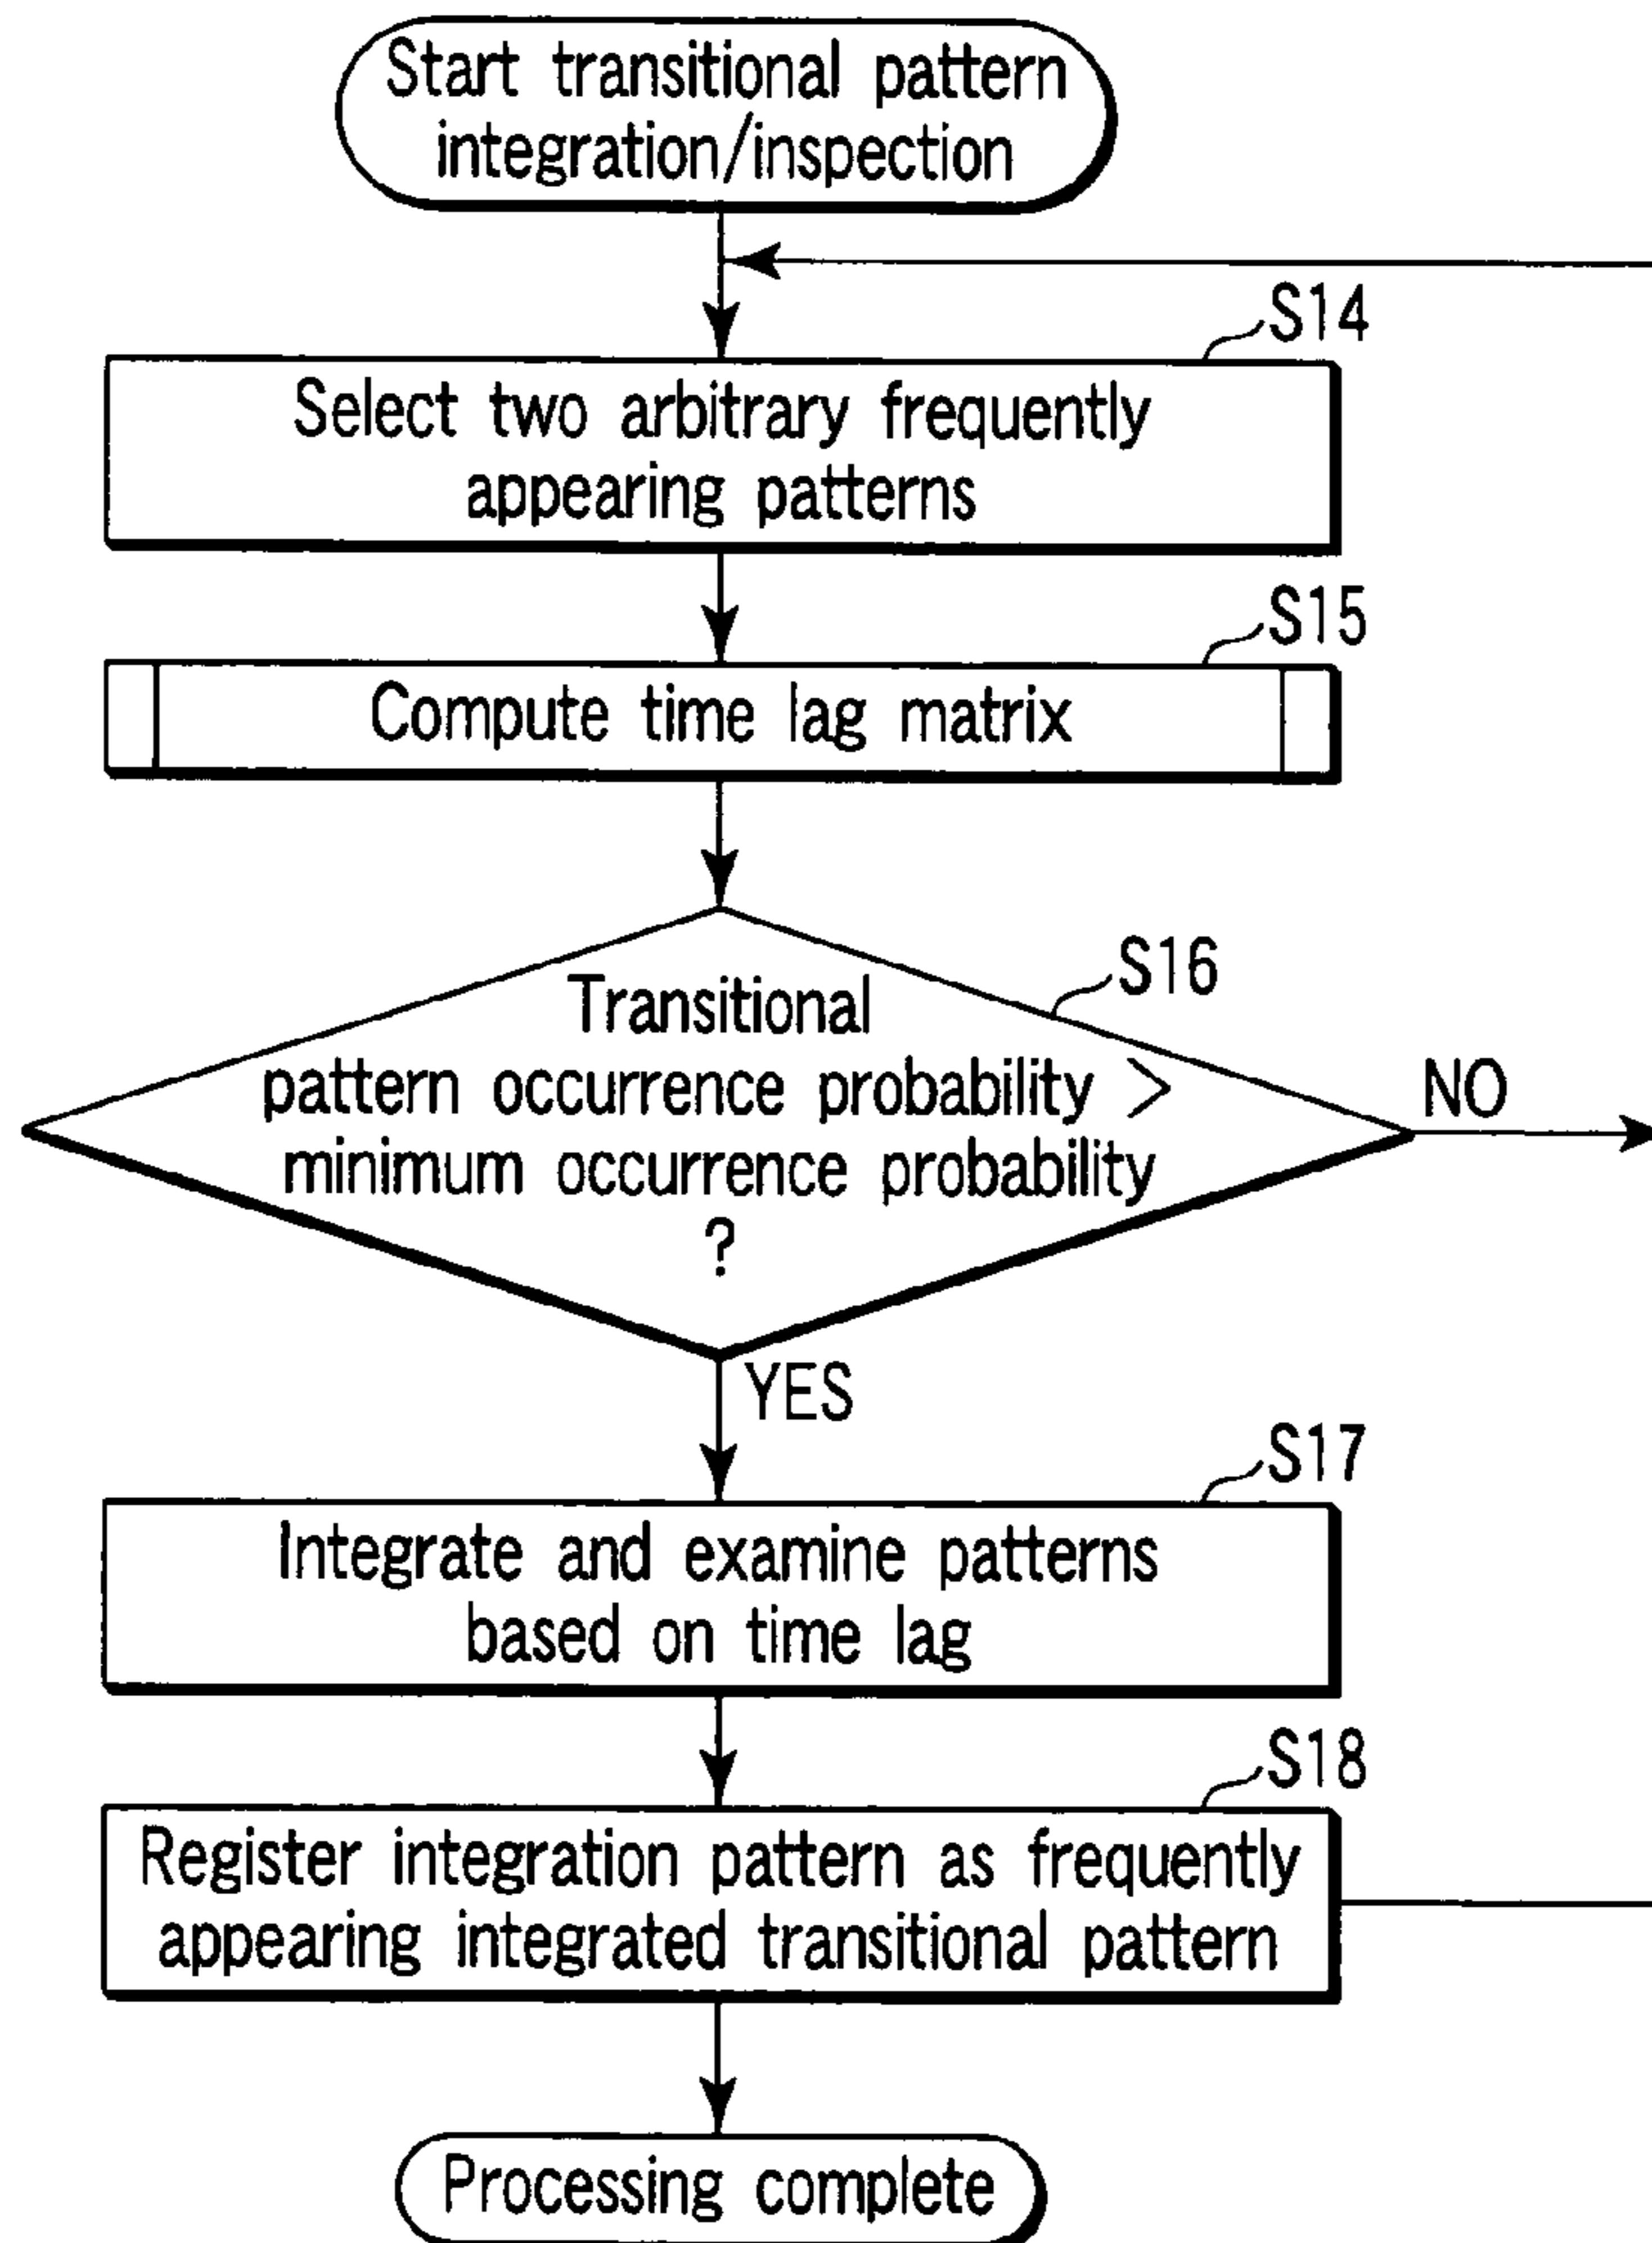 Start transitional pattern
integration/inspection
S14
Select two arbitrary frequently
appearing patterns
S15
Compute time lag matrix
S16
Transitional
pattern occurrence probability >
minimum occurrence probability
?
NO
YES
S17
Integrate and examine patterns
based on time lag
S18
Register integration pattern as frequently
appearing integrated transitional pattern
Processing complete